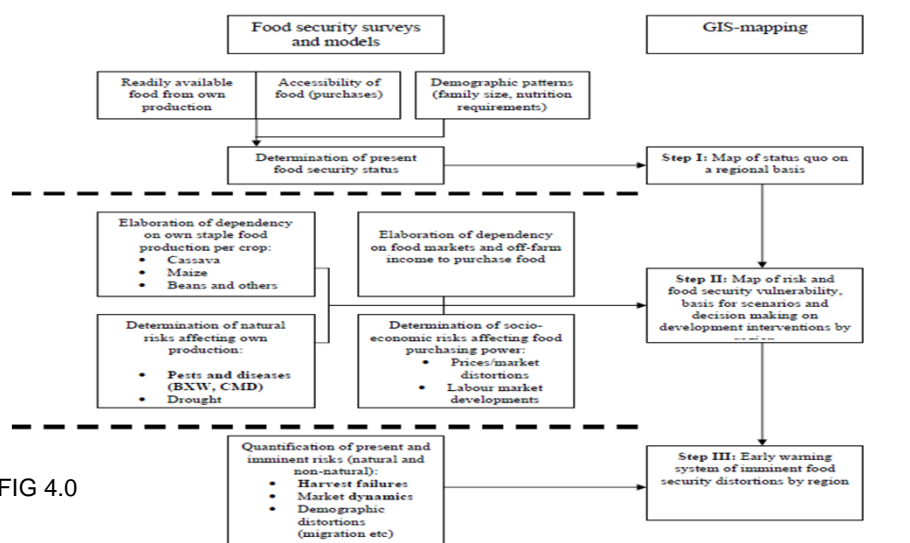 Food security surveys
and models
GIS-mapping
Readily available
food from own
production
Accessibility of
food (purchases)
Demographic patterns
(family size, nutrition
requirements)
Determination of present
food security status
Step I: Map of status quo on
a regional basis
Elaboration of dependency
on own staple food
production per crop:
• Cassava
• Maize
• Beans and others
Elaboration of dependency
on food markets and off-farm
income to purchase food
Step II: Map of risk and
food security vulnerability,
basis for scenarios and
decision making on
development interventions by
Determination of natural
risks affecting own
production:
• Pests and diseases
(BXW, CMD)
• Drought
Determination of socio-
economic risks affecting food
purchasing power:
• Prices/market
distortions
• Labour market
developments
Quantification of present and
imminent risks (natural and
non-natural):
• Harvest failures
• Market dynamics
• Demographic
distortions
(migration etc)
Step III: Early warning
system of imminent food
security distortions by region
FIG 4.0